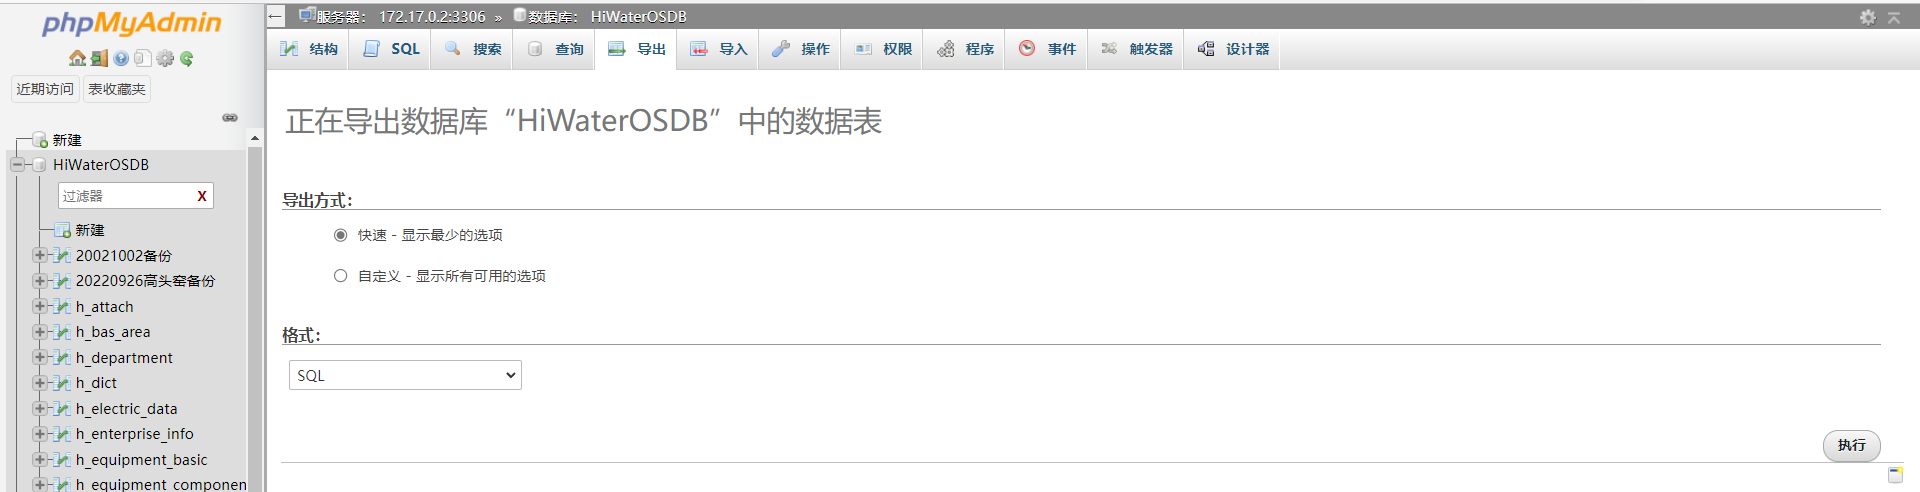 phpMyAdmin
近期访问 表收藏夹
新建
HiWaterOSDB
过滤器 X
新建
20021002备份
20220926高头窑备份
h_attach
h_bas_area
h_department
h_dict
h_electric_data
h_enterprise_info
h_equipment_basic
h_equipment_componen
← 服务器: 172.17.0.2:3306 » 数据库: HiWaterOSDB
结构 SQL 搜索 查询 导出 导入 操作 权限 程序 事件 触发器 设计器
正在导出数据库“HiWaterOSDB”中的数据表
导出方式:
快速 - 显示最少的选项
自定义 - 显示所有可用的选项
格式:
SQL
执行